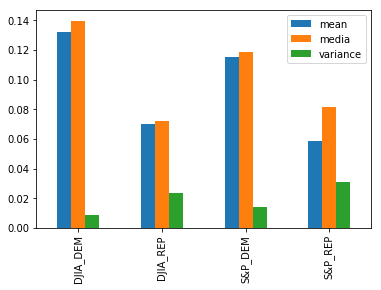 0.14
0.12
0.10
0.08
0.06
0.04
0.02
0.00
mean
media
variance
DJIA_DEM
DJIA_REP
S&P_DEM
S&P_REP